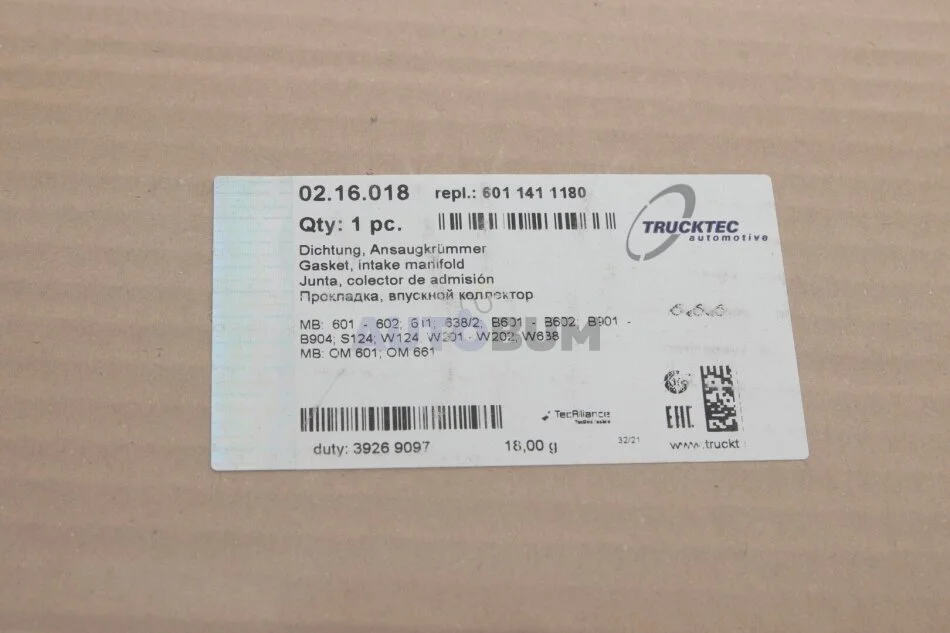 02.16.018 repl.: 601 141 1180
Qty: 1 pc.
TRUCKTEC
automotive
Dichtung, Ansaugkrümmer
Gasket, intake manifold
Junta, colector de admisión
Прокладка, впускной коллектор
MB: 601 - 602; 611; 638/2; B601 - B602; B901 -
B904; S124; W124; W201 - W202; W638
MB: OM 601; OM 661
AUTOBUM
TecAlliance
EAC
duty: 3926 9097 18,00 g 32/21 www.truckt